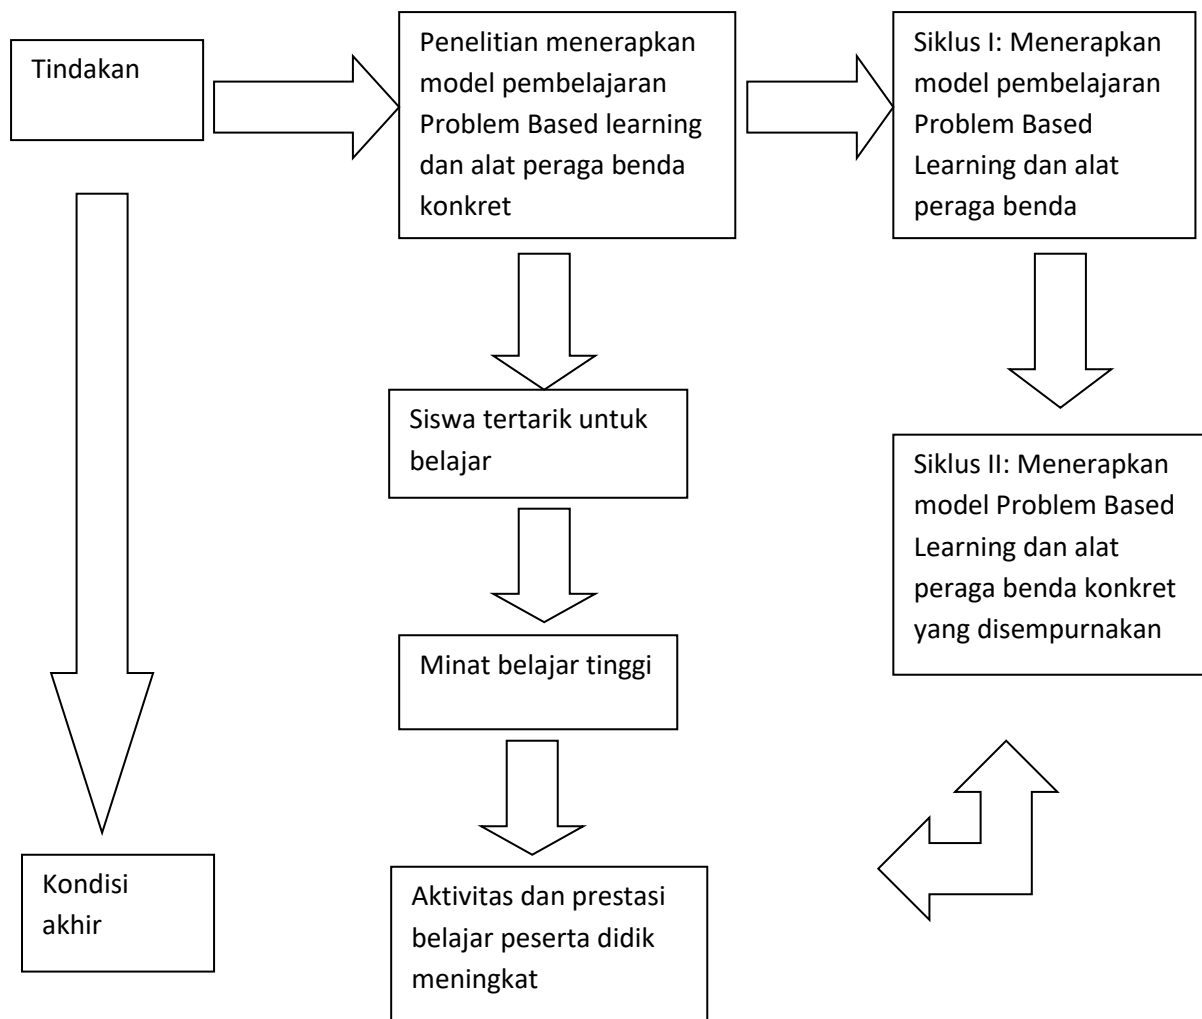 Tindakan
Penelitian menerapkan
model pembelajaran
Problem Based learning
dan alat peraga benda
konkret
Siklus I: Menerapkan
model pembelajaran
Problem Based
Learning dan alat
peraga benda
Siswa tertarik untuk
belajar
Siklus II: Menerapkan
model Problem Based
Learning dan alat
peraga benda konkret
yang disempurnakan
Minat belajar tinggi
Kondisi
akhir
Aktivitas dan prestasi
belajar peserta didik
meningkat